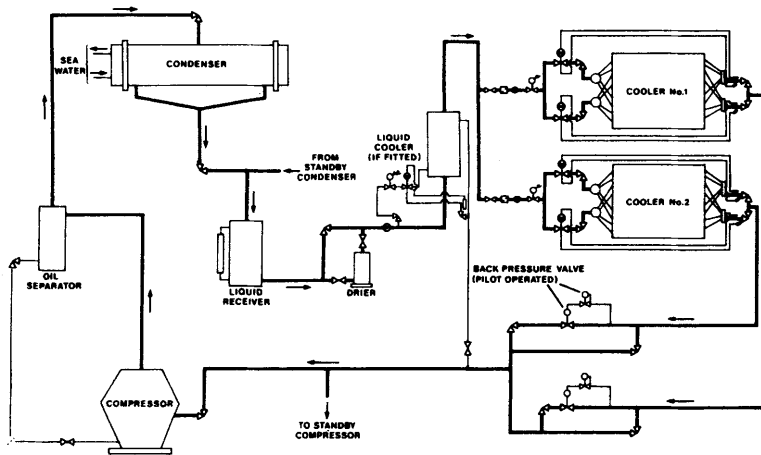 SEA
WATER
CONDENSER
COOLER No.1
LIQUID
COOLER
(IF FITTED)
FROM
STANDBY
CONDENSER
COOLER No.2
OIL
SEPARATOR
LIQUID
RECEIVER
DRIER
BACK PRESSURE VALVE
(PILOT OPERATED)
COMPRESSOR
TO STANDBY
COMPRESSOR